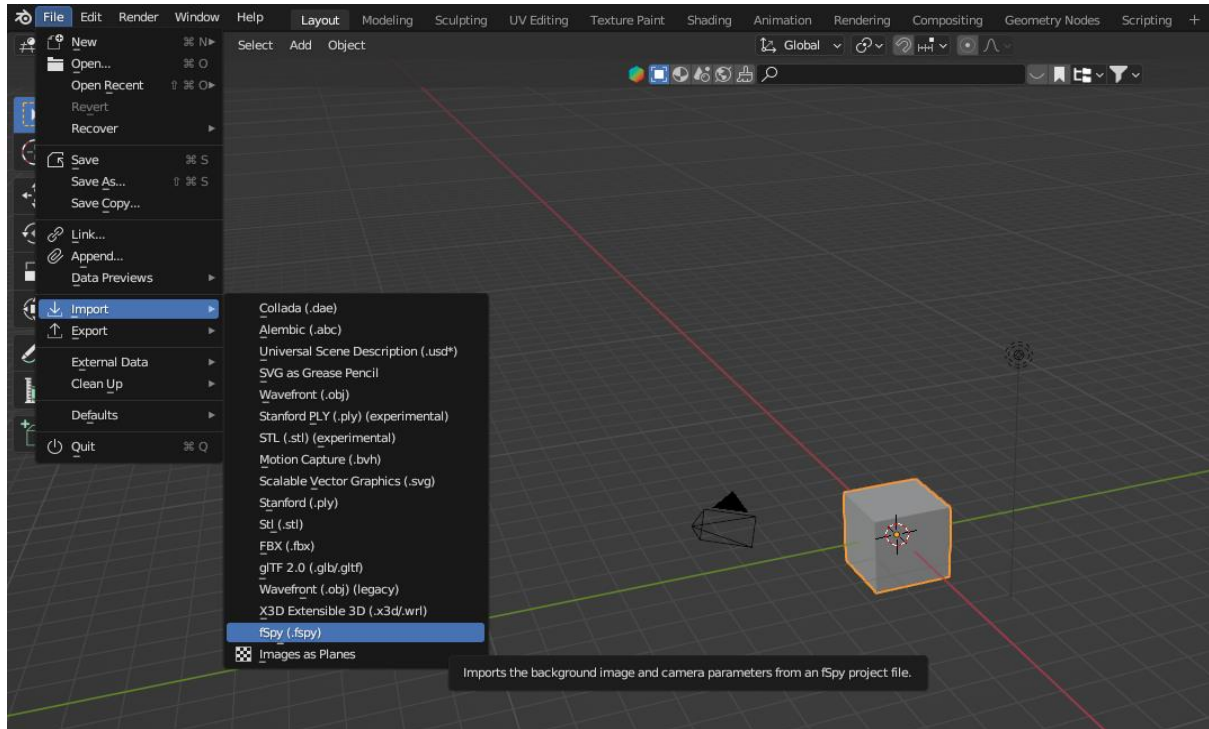 File Edit Render Window Help Layout Modeling Sculpting UV Editing Texture Paint Shading Animation Rendering Compositing Geometry Nodes Scripting +
Select Add Object Global
New ⌘ N
Open... ⌘ O
Open Recent ⇧ ⌘ O
Revert
Recover
Save ⌘ S
Save As... ⇧ ⌘ S
Save Copy...
Link...
Append...
Data Previews
Import
Export
External Data
Clean Up
Defaults
Quit ⌘ Q
Collada (.dae)
Alembic (.abc)
Universal Scene Description (.usd*)
SVG as Grease Pencil
Wavefront (.obj)
Stanford PLY (.ply) (experimental)
STL (.stl) (experimental)
Motion Capture (.bvh)
Scalable Vector Graphics (.svg)
Stanford (.ply)
Stl (.stl)
FBX (.fbx)
glTF 2.0 (.glb/.gltf)
Wavefront (.obj) (legacy)
X3D Extensible 3D (.x3d/.wrl)
fSpy (.fspy)
Images as Planes
Imports the background image and camera parameters from an fSpy project file.